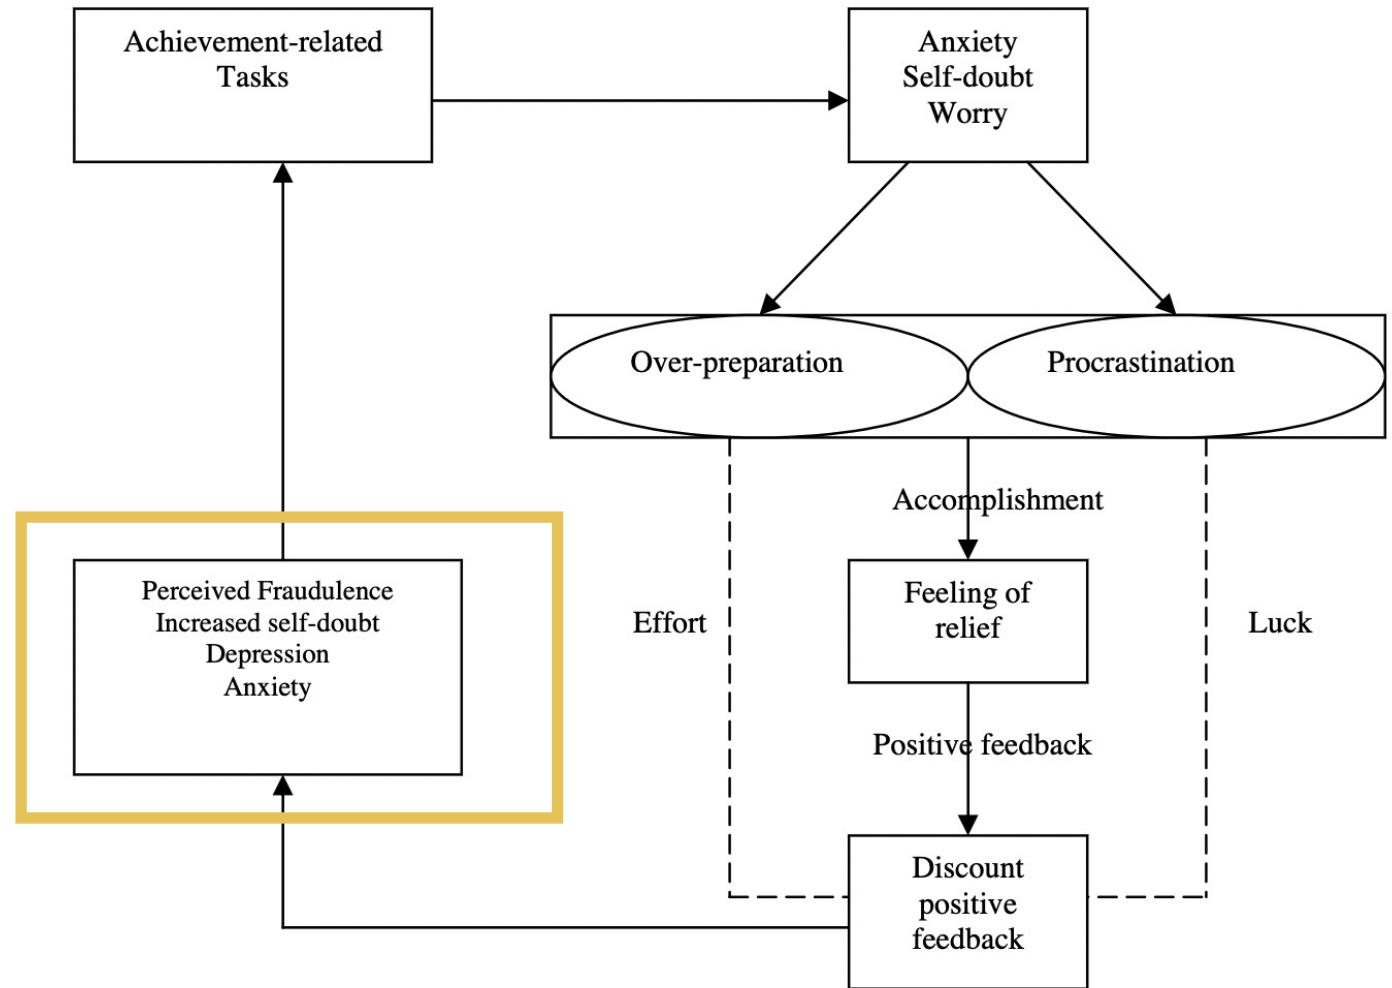 Achievement-related
Tasks
Anxiety
Self-doubt
Worry
Over-preparation
Procrastination
Accomplishment
Perceived Fraudulence
Increased self-doubt
Depression
Anxiety
Effort
Feeling of
relief
Luck
Positive feedback
Discount
positive
feedback